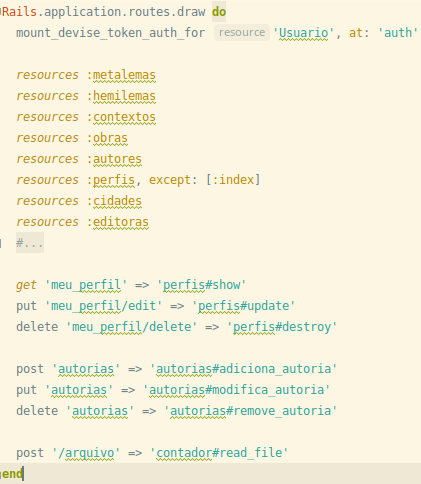 Rails.application.routes.draw do
mount_devise_token_auth_for resource 'Usuario', at: 'auth'
resources :metalemas
resources :hemilemas
resources :contextos
resources :obras
resources :autores
resources :perfis, except: [:index]
resources :cidades
resources :editoras
#...
get 'meu_perfil' => 'perfis#show'
put 'meu_perfil/edit' => 'perfis#update'
delete 'meu_perfil/delete' => 'perfis#destroy'
post 'autorias' => 'autorias#adiciona_autoria'
put 'autorias' => 'autorias#modifica_autoria'
delete 'autorias' => 'autorias#remove_autoria'
post '/arquivo' => 'contador#read_file'
end